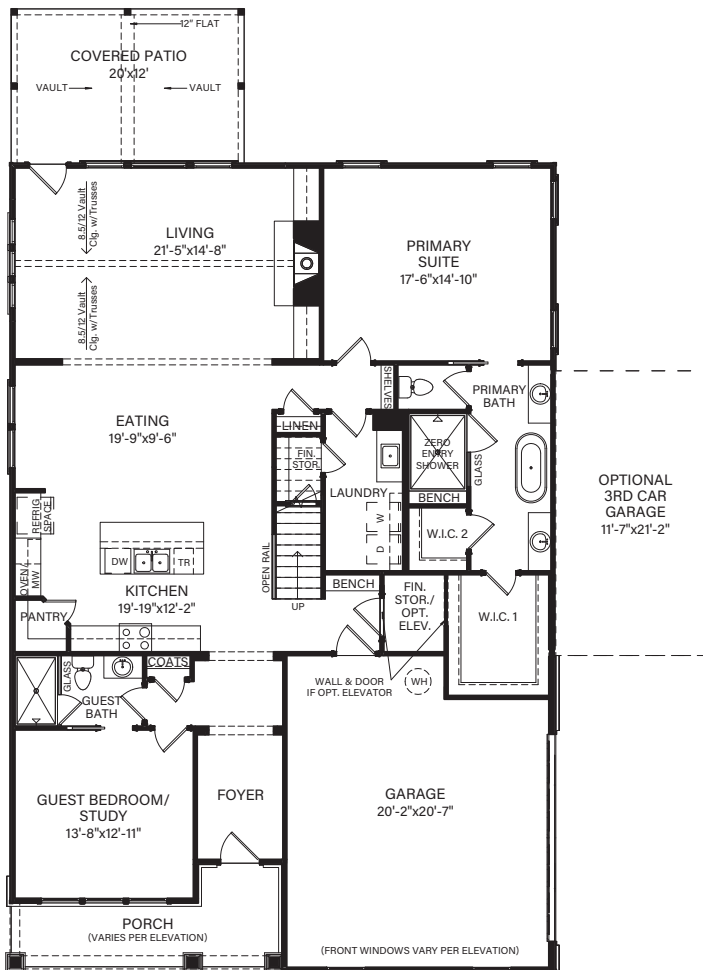 12" FLAT
COVERED PATIO
20'x12'
VAULT
VAULT
8.5/12 Vault
Clg. w/Trusses
8.5/12 Vault
Clg. w/Trusses
LIVING
21'-5"x14'-8"
PRIMARY
SUITE
17'-6"x14'-10"
EATING
19'-9"x9'-6"
SHELVES
PRIMARY
BATH
LINEN
FIN.
STOR.
ZERO
ENTRY
SHOWER
GLASS
BENCH
LAUNDRY
W
D
W.I.C. 2
OPTIONAL
3RD CAR
GARAGE
11'-7"x21'-2"
REFRIG
SPACE
OVEN/
MW
DW
TR
OPEN RAIL
UP
KITCHEN
19'-19"x12'-2"
PANTRY
BENCH
FIN.
STOR./
OPT.
ELEV.
W.I.C. 1
COATS
GLASS
GUEST
BATH
WALL & DOOR
IF OPT. ELEVATOR
WH
GUEST BEDROOM/
STUDY
13'-8"x12'-11"
FOYER
GARAGE
20'-2"x20'-7"
PORCH
(VARIES PER ELEVATION)
(FRONT WINDOWS VARY PER ELEVATION)